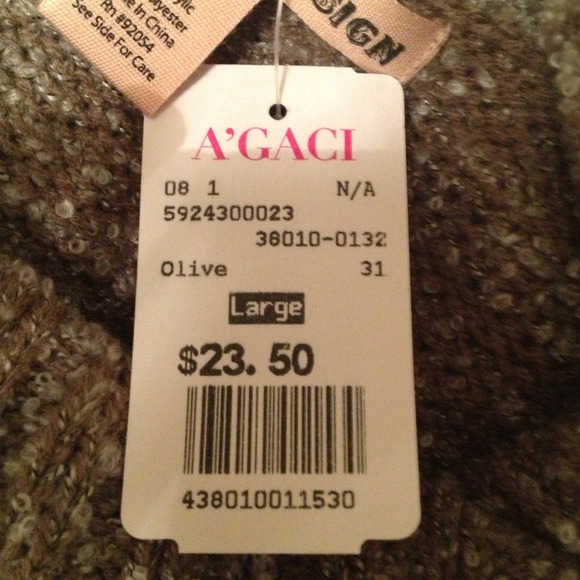 Rn #92054
in China
See Side For Care
SIGN
A'GACI
08 1 N/A
5924300023
38010-0132
Olive 31
Large
$23.50
438010011530